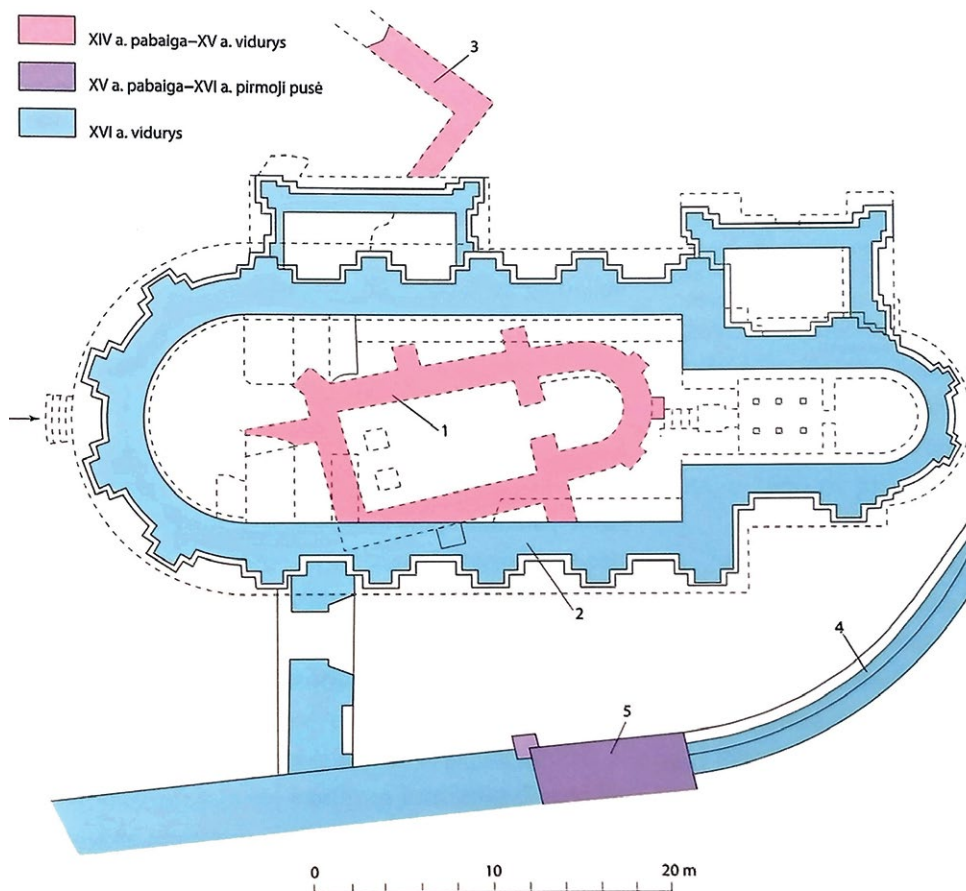 XIV a. pabaiga–XV a. vidurys
XV a. pabaiga–XVI a. pirmoji pusė
XVI a. vidurys
3
1
2
4
5
0 10 20 m